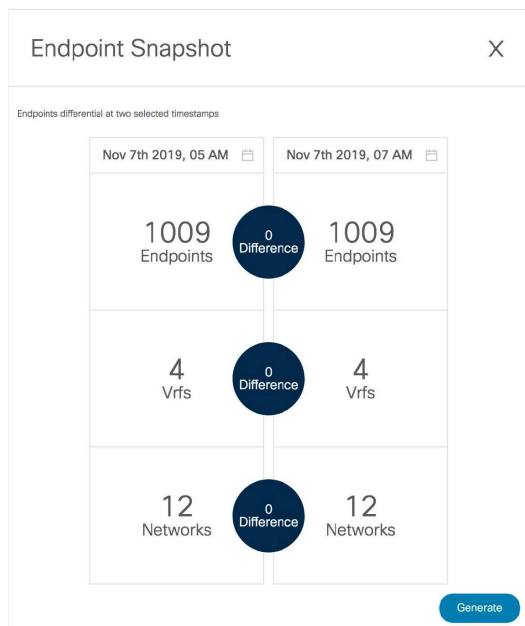 Endpoint Snapshot X
Endpoints differential at two selected timestamps
Nov 7th 2019, 05 AM Nov 7th 2019, 07 AM
1009 0 1009
Endpoints Difference Endpoints
4 0 4
Vrfs Difference Vrfs
12 0 12
Networks Difference Networks
Generate